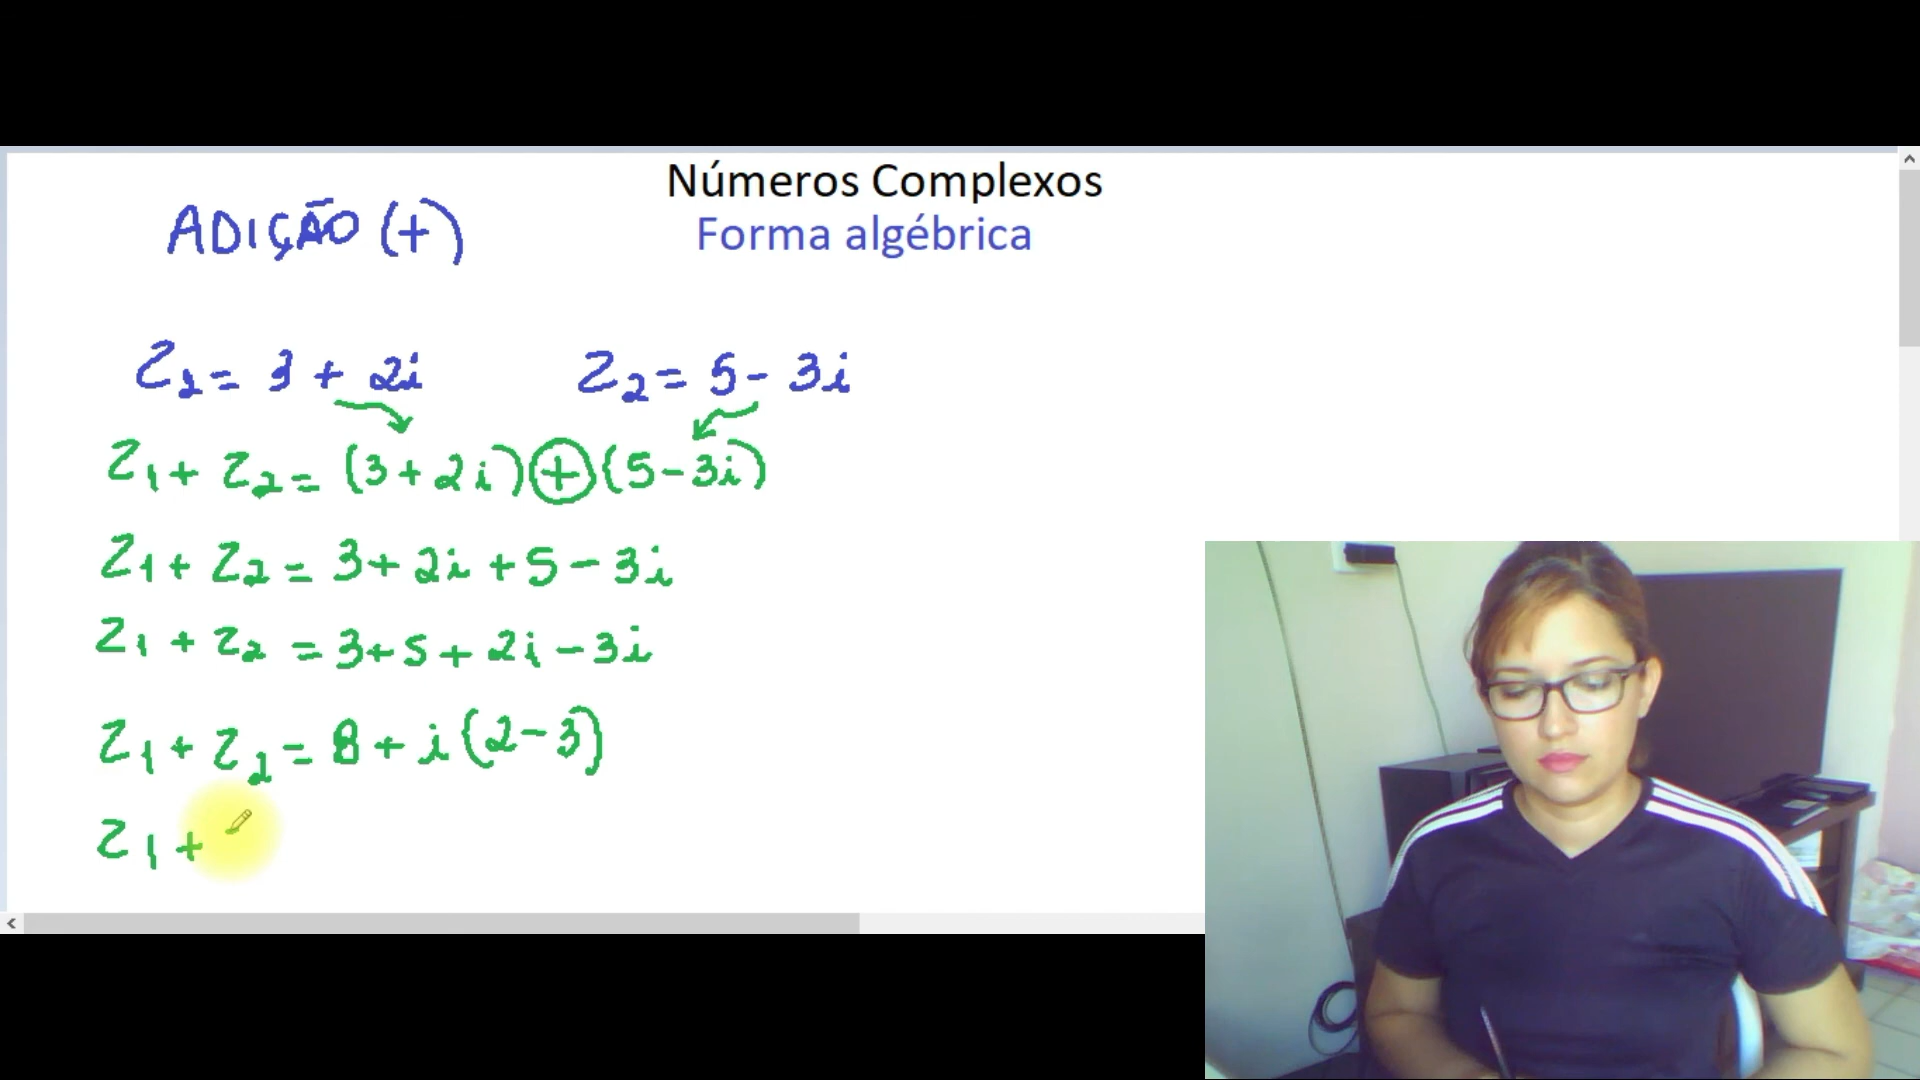 Números Complexos
Forma algébrica
ADIÇÃO (+)
Z₁ = 3 + 2i Z₂ = 5 - 3i
Z₁ + Z₂ = (3 + 2i) + (5 - 3i)
Z₁ + Z₂ = 3 + 2i + 5 - 3i
Z₁ + Z₂ = 3 + 5 + 2i - 3i
Z₁ + Z₂ = 8 + i (2 - 3)
Z₁ +